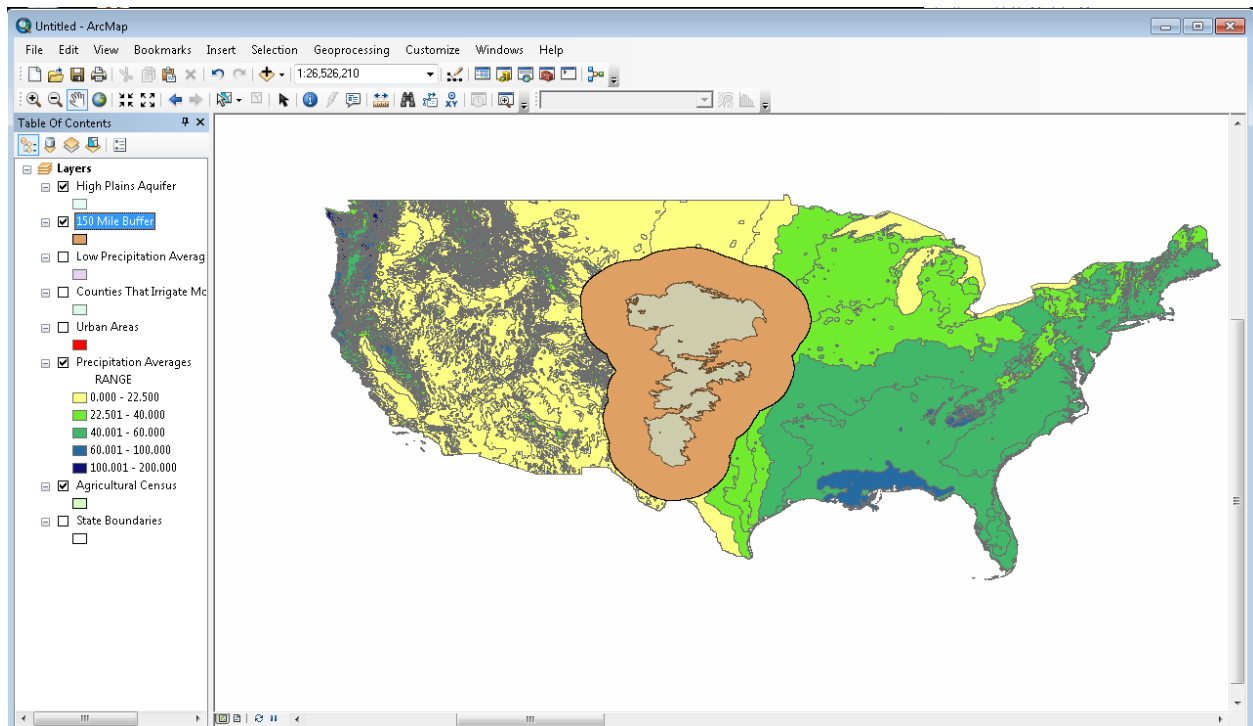 Untitled - ArcMap
File Edit View Bookmarks Insert Selection Geoprocessing Customize Windows Help
1:26,526,210
XY
Table Of Contents
Layers
High Plains Aquifer
150 Mile Buffer
Low Precipitation Averag
Counties That Irrigate Mc
Urban Areas
Precipitation Averages
RANGE
0.000 - 22.500
22.501 - 40.000
40.001 - 60.000
60.001 - 100.000
100.001 - 200.000
Agricultural Census
State Boundaries